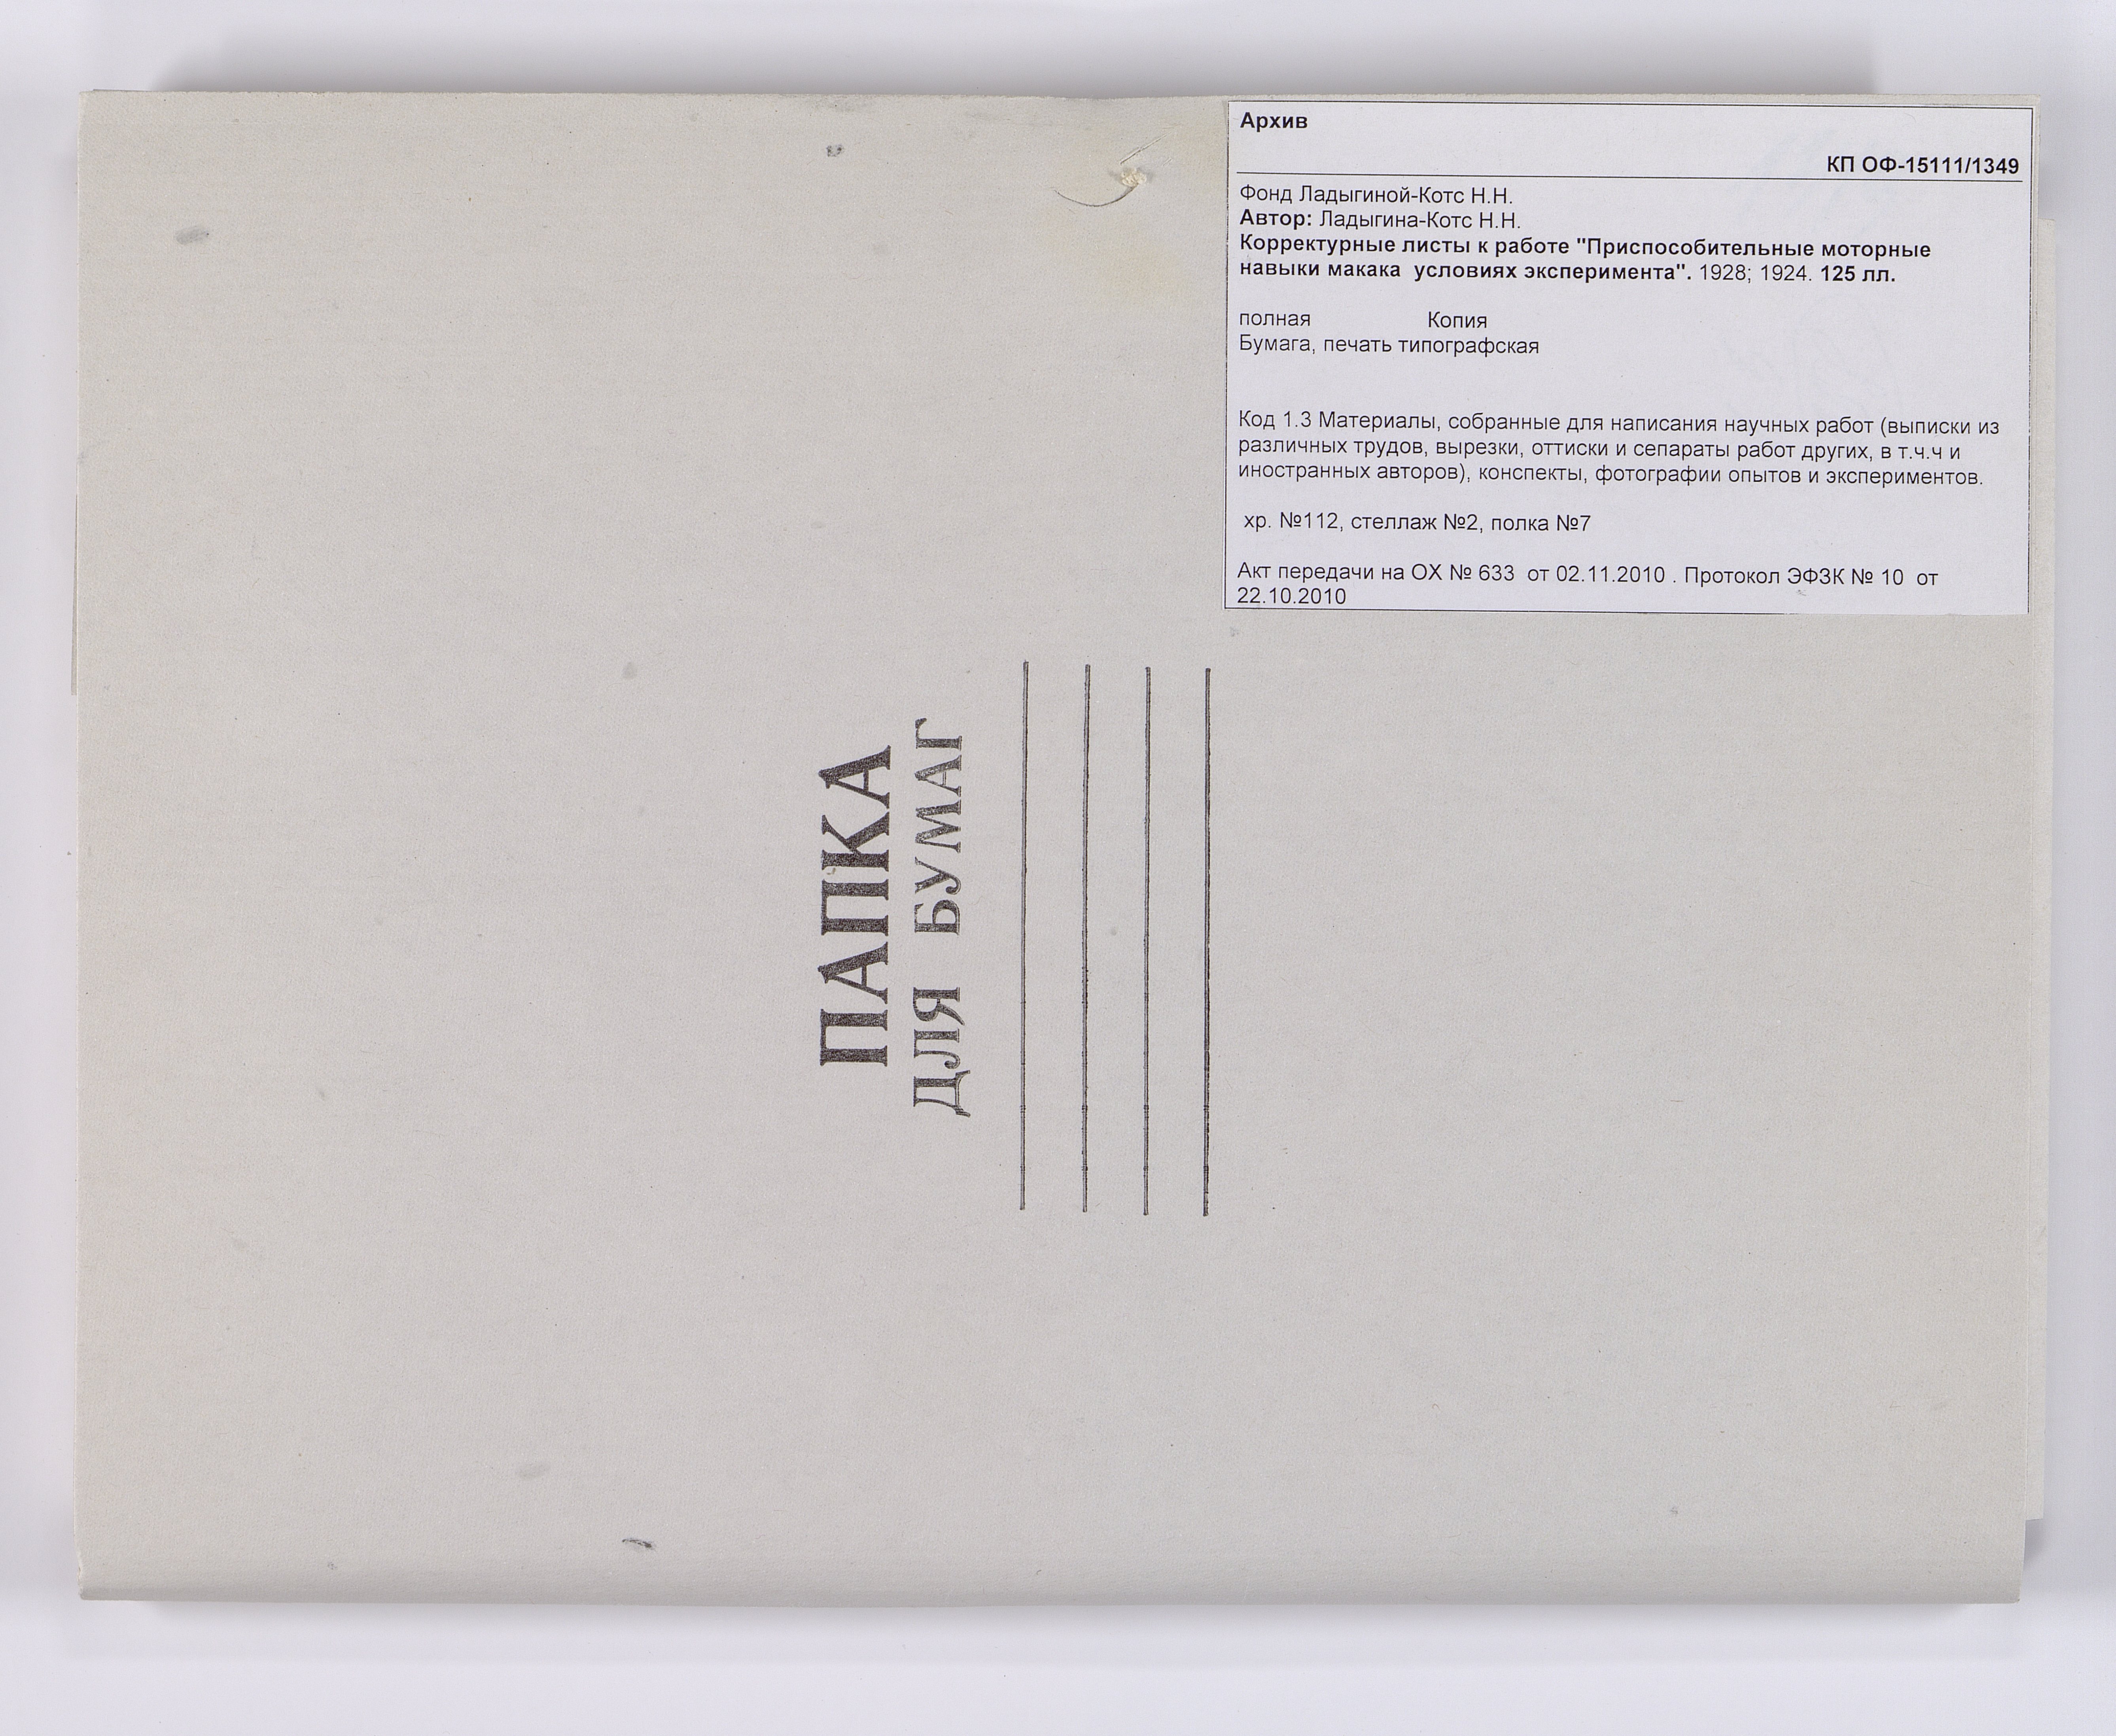 Архив
КП ОФ-15111/1349
Фонд Ладыгиной-Котс Н.Н.
Автор: Ладыгина-Котс Н.Н.
Корректурные листы к работе "Приспособительные моторные
навыки макака  условиях эксперимента". 1928; 1924. 125 лл.
полная Копия
Бумага, печать типографская
Код 1.3 Материалы, собранные для написания научных работ (выписки из
различных трудов, вырезки, оттиски и сепараты работ других, в т.ч.ч и
иностранных авторов), конспекты, фотографии опытов и экспериментов.
хр. №112, стеллаж №2, полка №7
Акт передачи на ОХ № 633  от 02.11.2010 . Протокол ЭФЗК № 10  от
22.10.2010
ПАПКА
ДЛЯ БУМАГ